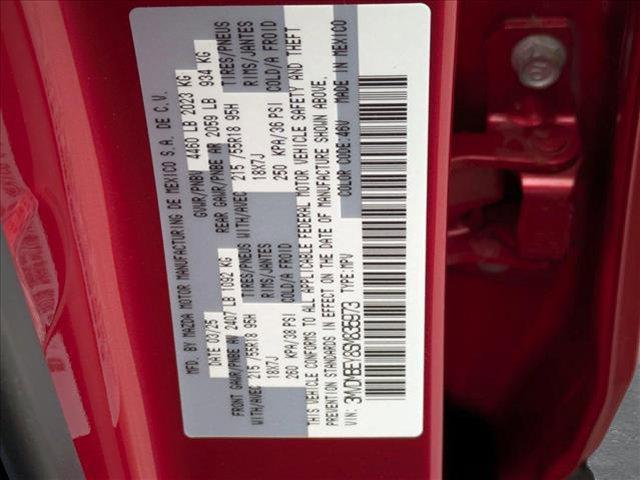 MFD. BY MAZDA MOTOR MANUFACTURING DE MEXICO S.A. DE C.V.
DATE 03/25 GVWR/PNBV 4460 LB 2023 KG
FRONT GAWR/PNBE AV 2407 LB 1092 KG REAR GAWR/PNBE AR 2059 LB 934 KG
WITH/AVEC 215 /55R18 95H TIRES/PNEUS WITH/AVEC 215 /55R18 95H TIRES/PNEUS
18X7J RIMS/JANTES 18X7J RIMS/JANTES
260 KPA/38 PSI COLD/A FROID 250 KPA/36 PSI COLD/A FROID
THIS VEHICLE CONFORMS TO ALL APPLICABLE FEDERAL MOTOR VEHICLE SAFETY AND THEFT
PREVENTION STANDARDS IN EFFECT ON THE DATE OF MANUFACTURE SHOWN ABOVE.
COLOR CODE:46V MADE IN MEXICO
VIN: TYPE:MPV